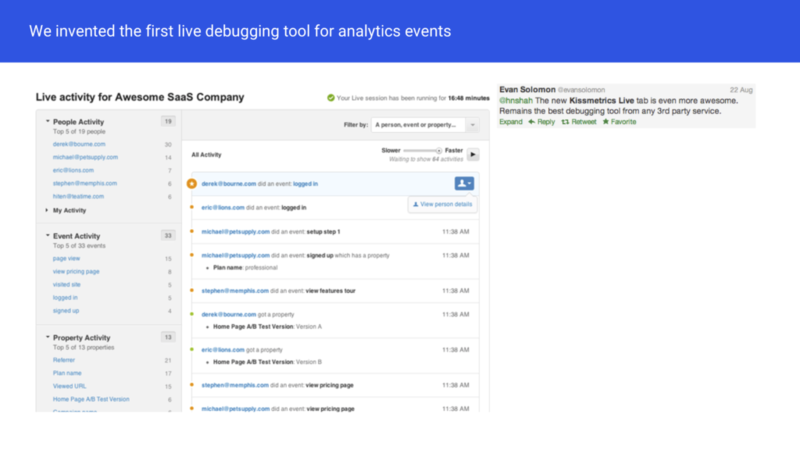 We invented the first live debugging tool for analytics events
Live activity for Awesome SaaS Company
Your Live session has been running for 16:48 minutes
People Activity 19
Top 5 of 19 people
derek@bourne.com 30
michael@petsupply.com 14
eric@lions.com 7
stephen@memphis.com 6
hiten@teatime.com 6
My Activity
Event Activity 33
Top 5 of 33 events
page view 15
view pricing page 8
visited site 5
logged in 5
signed up 4
Property Activity 13
Top 5 of 13 properties
Referrer 21
Plan name 17
Viewed URL 15
Home Page A/B Test Version 6
Filter by: A person, event or property...
All Activity
Slower Faster
Waiting to show 64 activities
derek@bourne.com did an event: logged in
View person details
eric@lions.com did an event: logged in
michael@petsupply.com did an event: setup step 1 11:38 AM
michael@petsupply.com did an event: signed up which has a property 11:38 AM
• Plan name: professional
stephen@memphis.com did an event: view features tour 11:38 AM
derek@bourne.com got a property 11:38 AM
• Home Page A/B Test Version: Version A
eric@lions.com got a property 11:38 AM
• Home Page A/B Test Version: Version B
stephen@memphis.com did an event: view pricing page 11:38 AM
michael@petsupply.com did an event: view pricing page 11:38 AM
Evan Solomon @evansolomon 22 Aug
@hnshah The new Kissmetrics Live tab is even more awesome.
Remains the best debugging tool from any 3rd party service.
Expand Reply Retweet Favorite